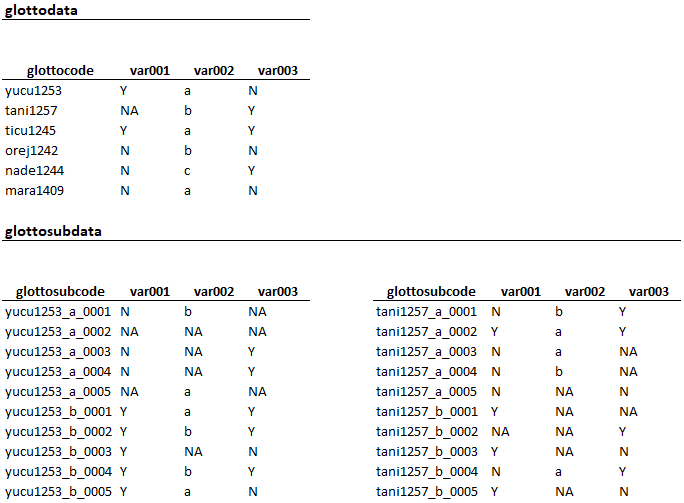 glottodata
glottocode var001 var002 var003
yucu1253 Y a N
tani1257 NA b Y
ticu1245 Y a Y
orej1242 N b N
nade1244 N c Y
mara1409 N a N
glottosubdata
glottosubcode var001 var002 var003 glottosubcode var001 var002 var003
yucu1253_a_0001 N b NA tani1257_a_0001 N b Y
yucu1253_a_0002 NA NA NA tani1257_a_0002 Y a Y
yucu1253_a_0003 N NA Y tani1257_a_0003 N a NA
yucu1253_a_0004 N NA Y tani1257_a_0004 N b NA
yucu1253_a_0005 NA a NA tani1257_a_0005 N NA N
yucu1253_b_0001 Y a Y tani1257_b_0001 Y NA NA
yucu1253_b_0002 Y b Y tani1257_b_0002 NA NA Y
yucu1253_b_0003 Y NA N tani1257_b_0003 Y NA N
yucu1253_b_0004 Y b Y tani1257_b_0004 N a Y
yucu1253_b_0005 Y a N tani1257_b_0005 Y NA N